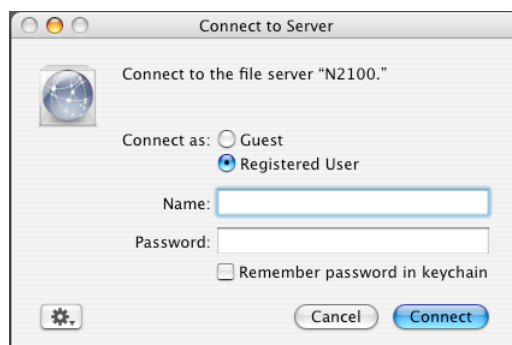 Connect to Server
Connect to the file server “N2100.”
Connect as: Guest
Registered User
Name:
Password:
Remember password in keychain
Cancel Connect